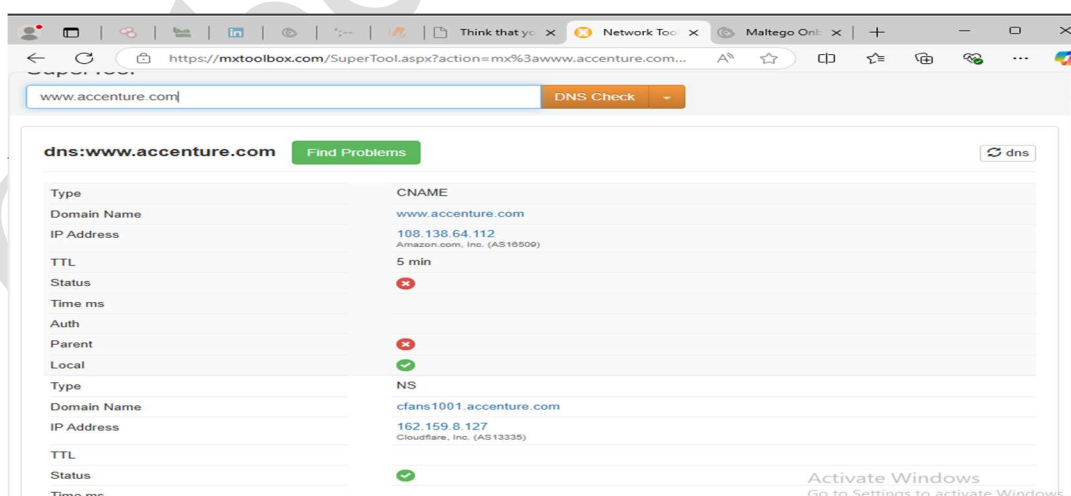 Think that yo
Network Too
Maltego Onl
https://mxtoolbox.com/SuperTool.aspx?action=mx%3awww.accenture.com...
SuperTool
www.accenture.com
DNS Check
dns:www.accenture.com
Find Problems
dns
Type CNAME
Domain Name www.accenture.com
IP Address 108.138.64.112
Amazon.com, Inc. (AS16509)
TTL 5 min
Status
Time ms
Auth
Parent
Local
Type NS
Domain Name cfans1001.accenture.com
IP Address 162.159.8.127
Cloudflare, Inc. (AS13335)
TTL
Status
Time ms
Activate Windows
Go to Settings to activate Windows.